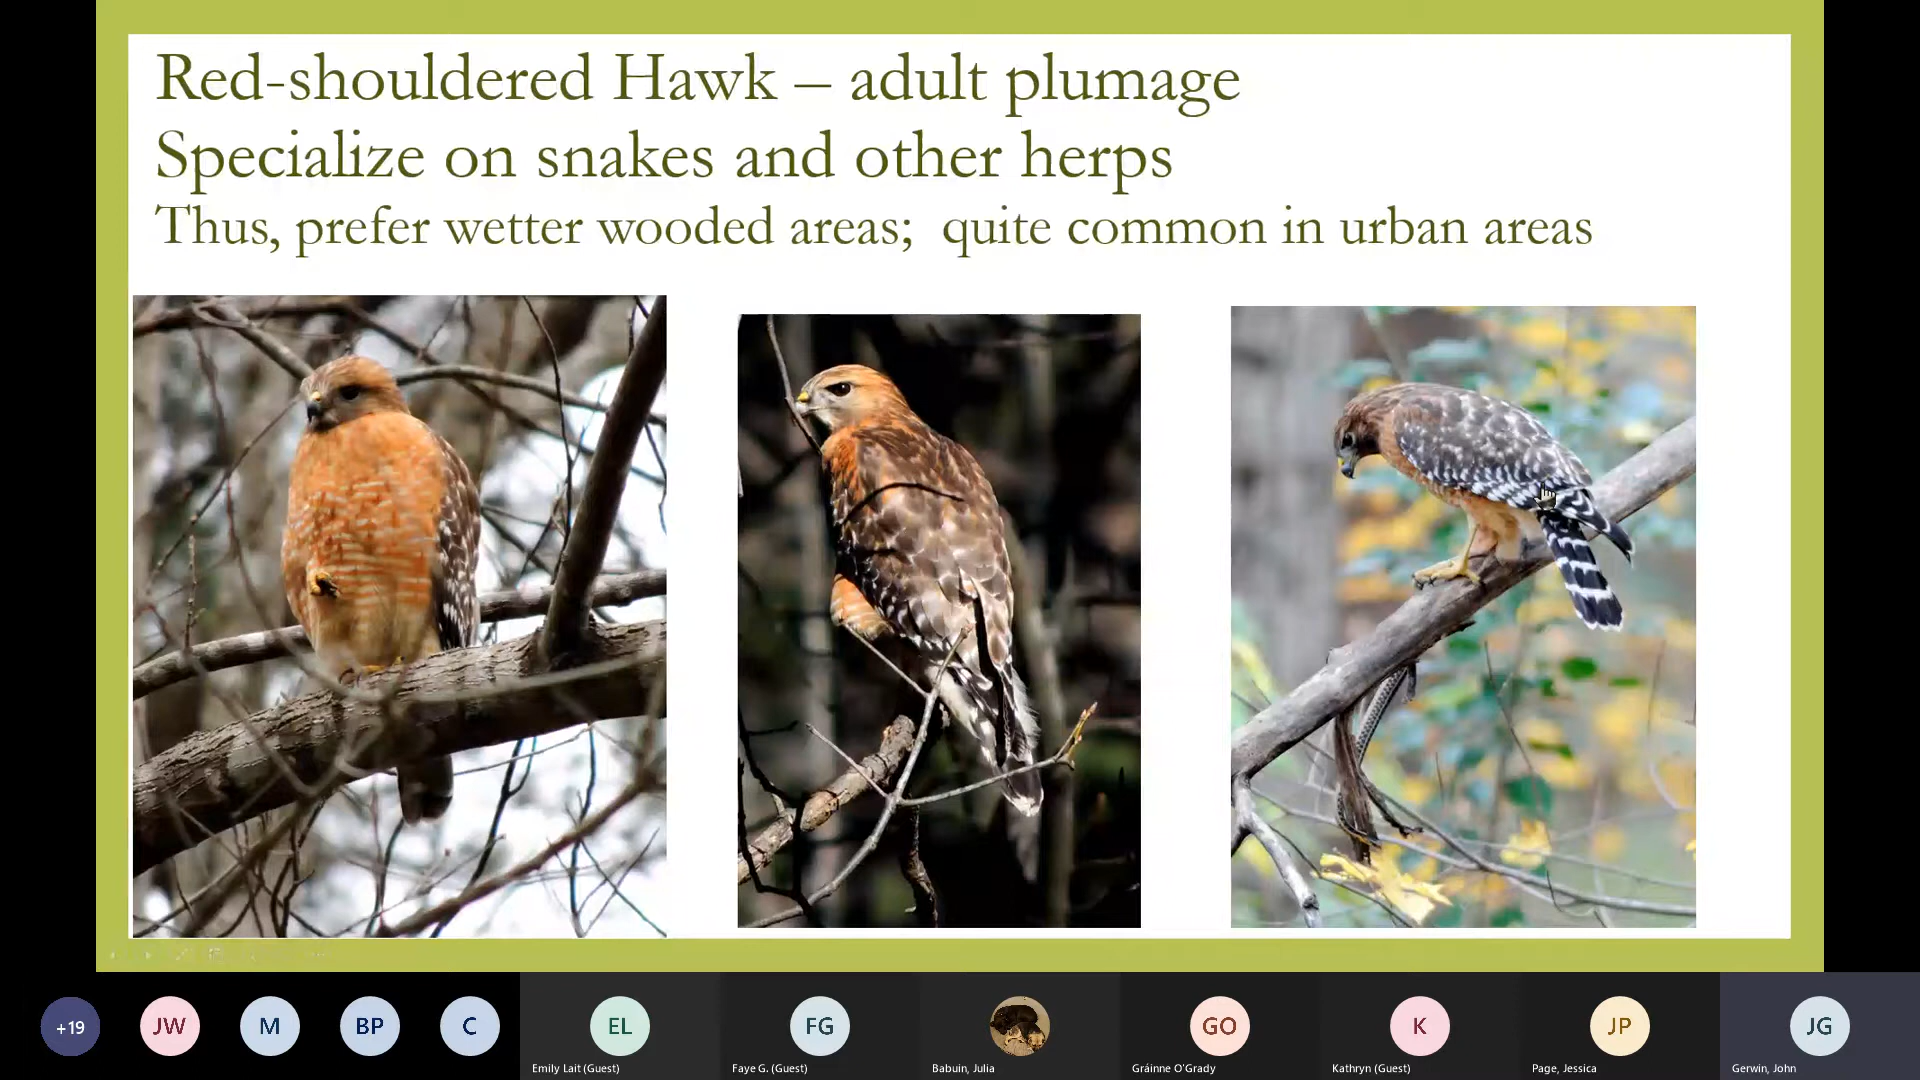 Red-shouldered Hawk – adult plumage
Specialize on snakes and other herps
Thus, prefer wetter wooded areas;  quite common in urban areas
+19
JW
M
BP
C
EL
FG
GO
K
JP
JG
Emily Lait (Guest)
Faye G. (Guest)
Babuin, Julia
Gráinne O'Grady
Kathryn (Guest)
Page, Jessica
Gerwin, John